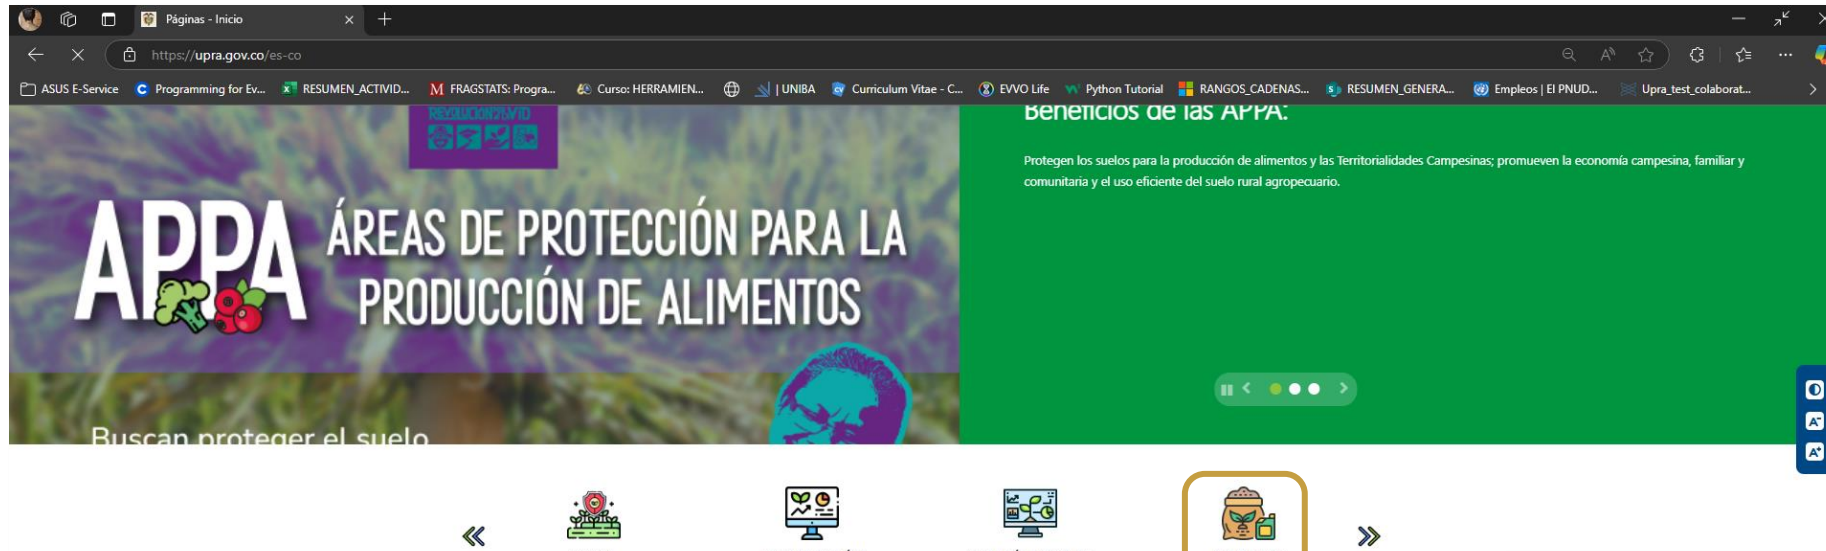 Páginas - Inicio
https://upra.gov.co/es-co
ASUS E-Service
Programming for Ev...
RESUMEN_ACTIVID...
FRAGSTATS: Progra...
Curso: HERRAMIEN...
| UNIBA
Curriculum Vitae - C...
EVVO Life
Python Tutorial
RANGOS_CADENAS...
RESUMEN_GENERA...
Empleos | El PNUD...
Upra_test_colaborat...
REVOLUCIONXLAVIDA
Beneficios de las APPA:
Protegen los suelos para la producción de alimentos y las Territorialidades Campesinas; promueven la economía campesina, familiar y
comunitaria y el uso eficiente del suelo rural agropecuario.
APPA
ÁREAS DE PROTECCIÓN PARA LA
PRODUCCIÓN DE ALIMENTOS
Buscan proteger el suelo
A-
A+